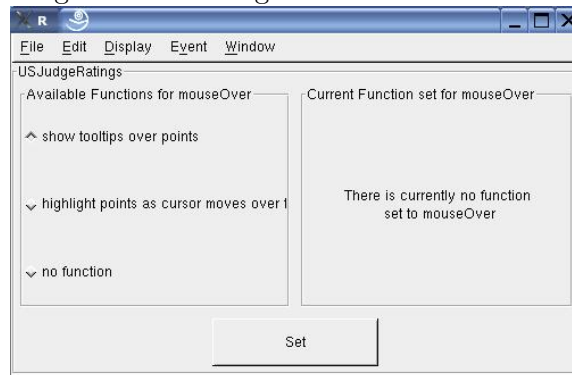 R
File Edit Display Event Window
USJudgeRatings
Available Functions for mouseOver
show tooltips over points
highlight points as cursor moves over
no function
Current Function set for mouseOver
There is currently no function
set to mouseOver
Set